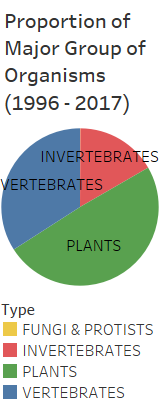 Proportion of
Major Group of
Organisms
(1996 - 2017)
INVERTEBRATES
VERTEBRATES
PLANTS
Type
FUNGI & PROTISTS
INVERTEBRATES
PLANTS
VERTEBRATES